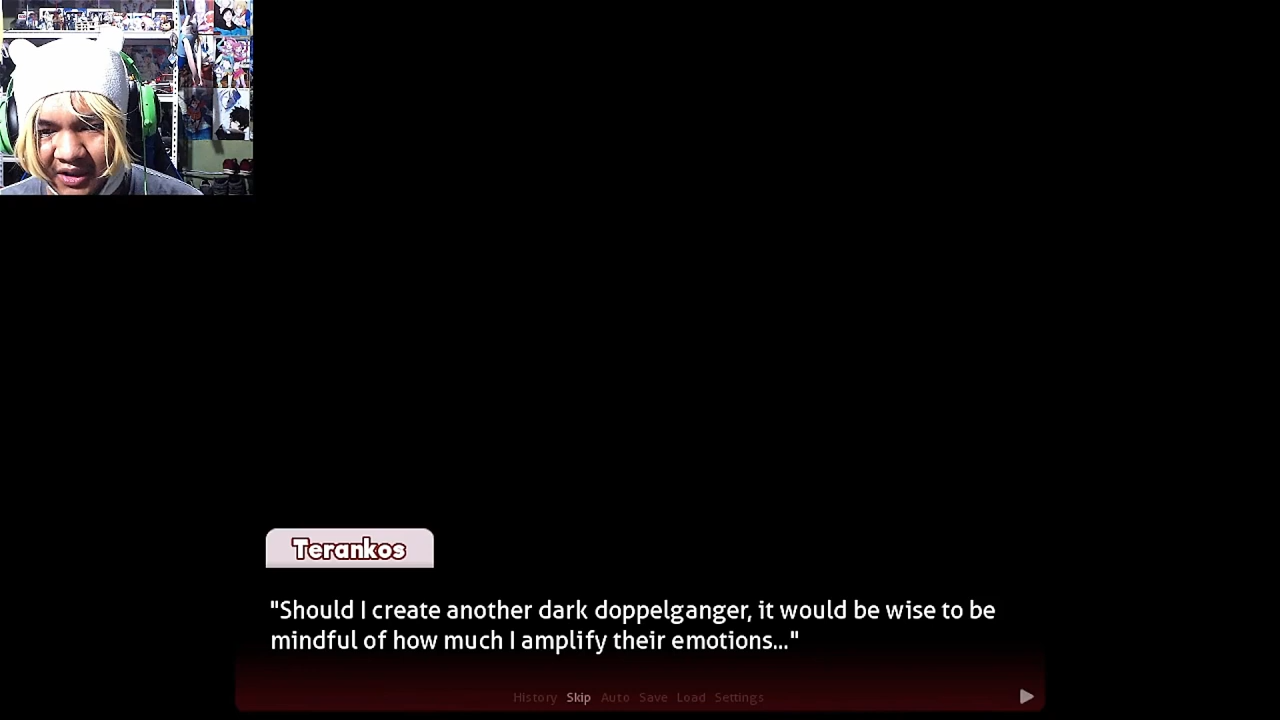 Terankos
"Should I create another dark doppelganger, it would be wise to be
mindful of how much I amplify their emotions..."
History Skip Auto Save Load Settings